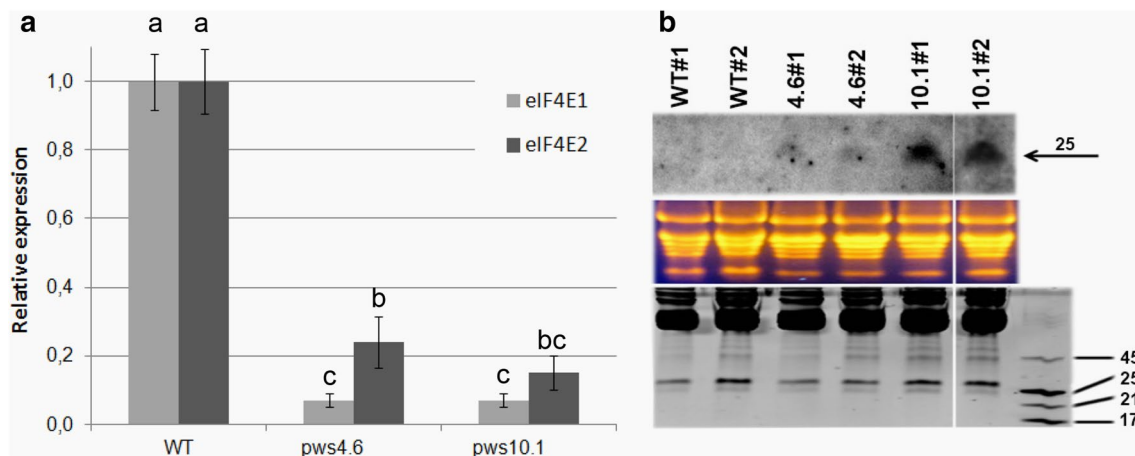 a
a a
1,0
0,8
0,6
0,4
0,2
0,0
Relative expression
eIF4E1
eIF4E2
c b
c bc
WT pws4.6 pws10.1
b
WT#1 WT#2 4.6#1 4.6#2 10.1#1 10.1#2
25
45
25
21
17